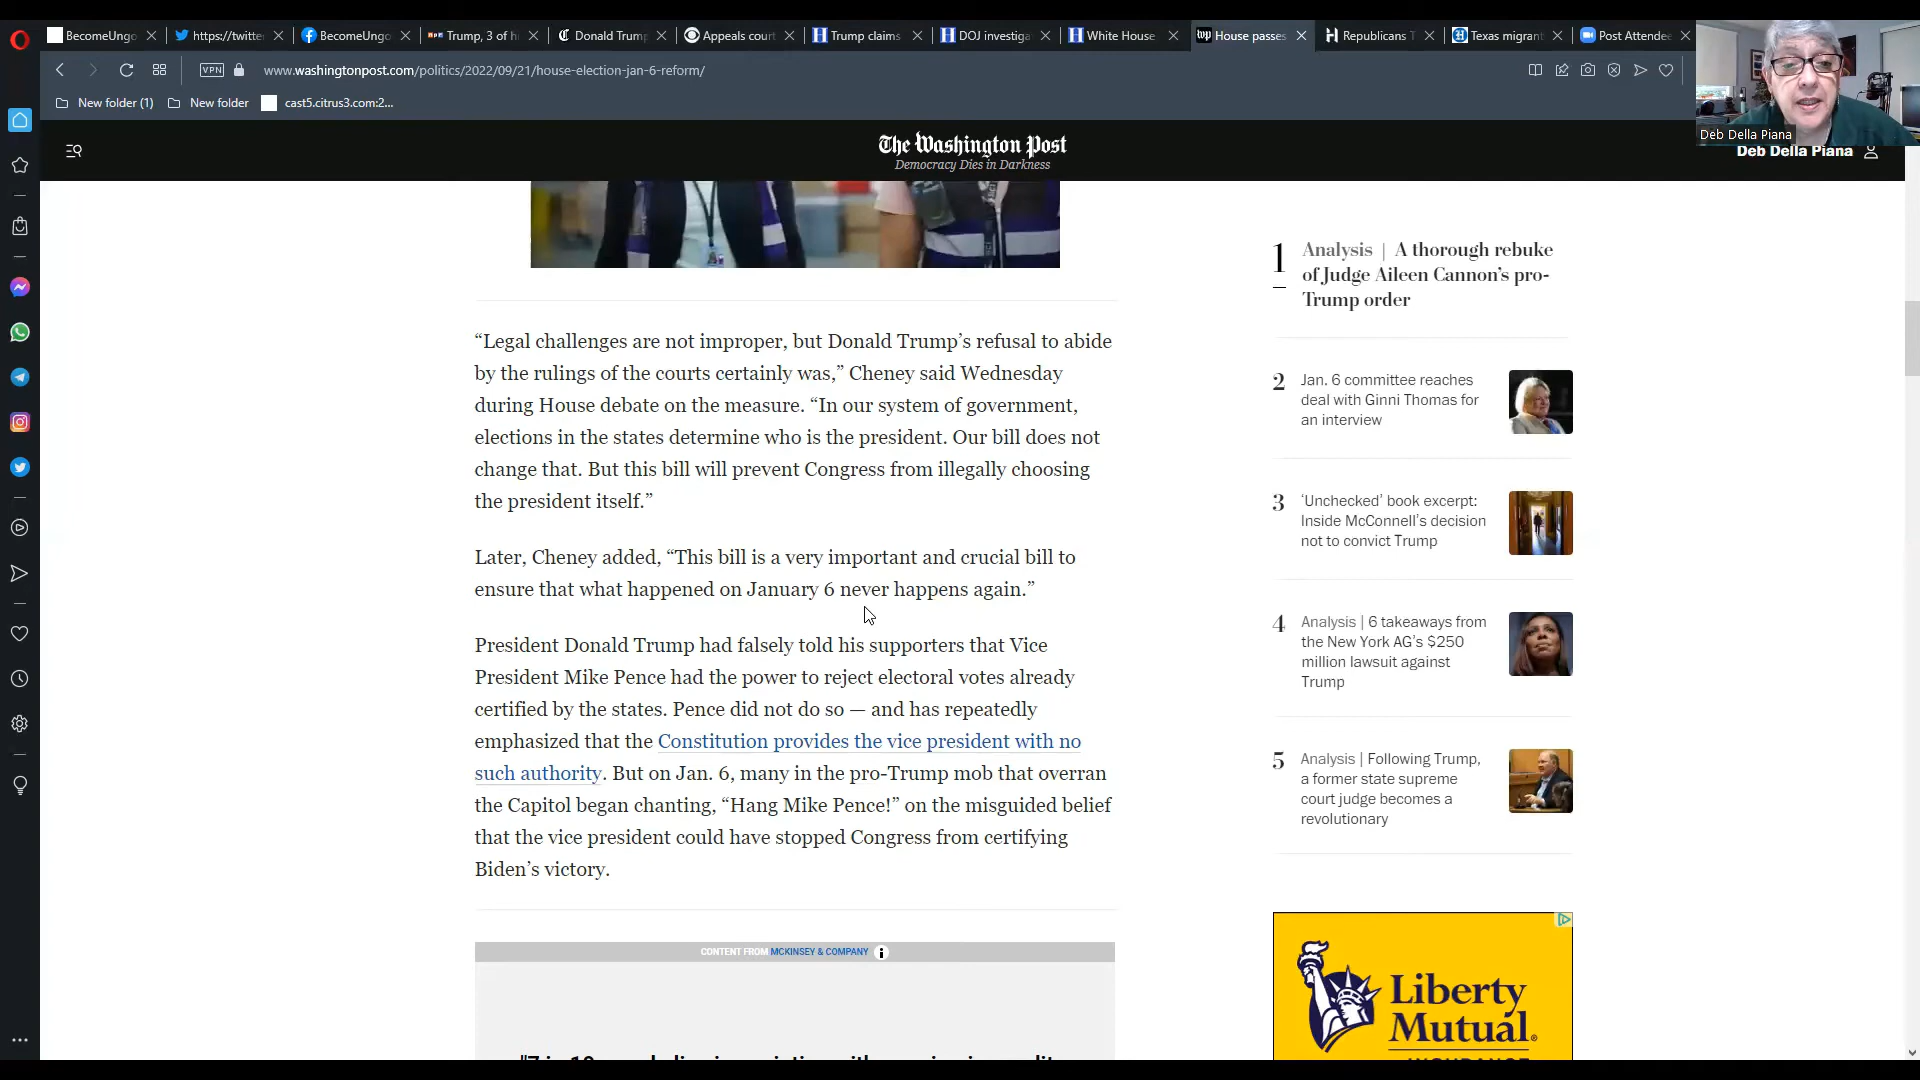 BecomeUngo
https://twitte
BecomeUngo
Trump, 3 of h
Donald Trum
Appeals cour
Trump claims
DOJ investiga
White House
House passes
Republicans T
Texas migran
Post Attendee
VPN
www.washingtonpost.com/politics/2022/09/21/house-election-jan-6-reform/
New folder (1)
New folder
cast5.citrus3.com:2...
Deb Della Piana
The Washington Post
Democracy Dies in Darkness
Deb Della Piana
“Legal challenges are not improper, but Donald Trump’s refusal to abide
by the rulings of the courts certainly was,” Cheney said Wednesday
during House debate on the measure. “In our system of government,
elections in the states determine who is the president. Our bill does not
change that. But this bill will prevent Congress from illegally choosing
the president itself.”
Later, Cheney added, “This bill is a very important and crucial bill to
ensure that what happened on January 6 never happens again.”
President Donald Trump had falsely told his supporters that Vice
President Mike Pence had the power to reject electoral votes already
certified by the states. Pence did not do so — and has repeatedly
emphasized that the Constitution provides the vice president with no
such authority. But on Jan. 6, many in the pro-Trump mob that overran
the Capitol began chanting, “Hang Mike Pence!” on the misguided belief
that the vice president could have stopped Congress from certifying
Biden’s victory.
CONTENT FROM MCKINSEY & COMPANY
1
Analysis | A thorough rebuke
of Judge Aileen Cannon’s pro-
Trump order
2
Jan. 6 committee reaches
deal with Ginni Thomas for
an interview
3
‘Unchecked’ book excerpt:
Inside McConnell’s decision
not to convict Trump
4
Analysis | 6 takeaways from
the New York AG’s $250
million lawsuit against
Trump
5
Analysis | Following Trump,
a former state supreme
court judge becomes a
revolutionary
Liberty
Mutual.
INSURANCE